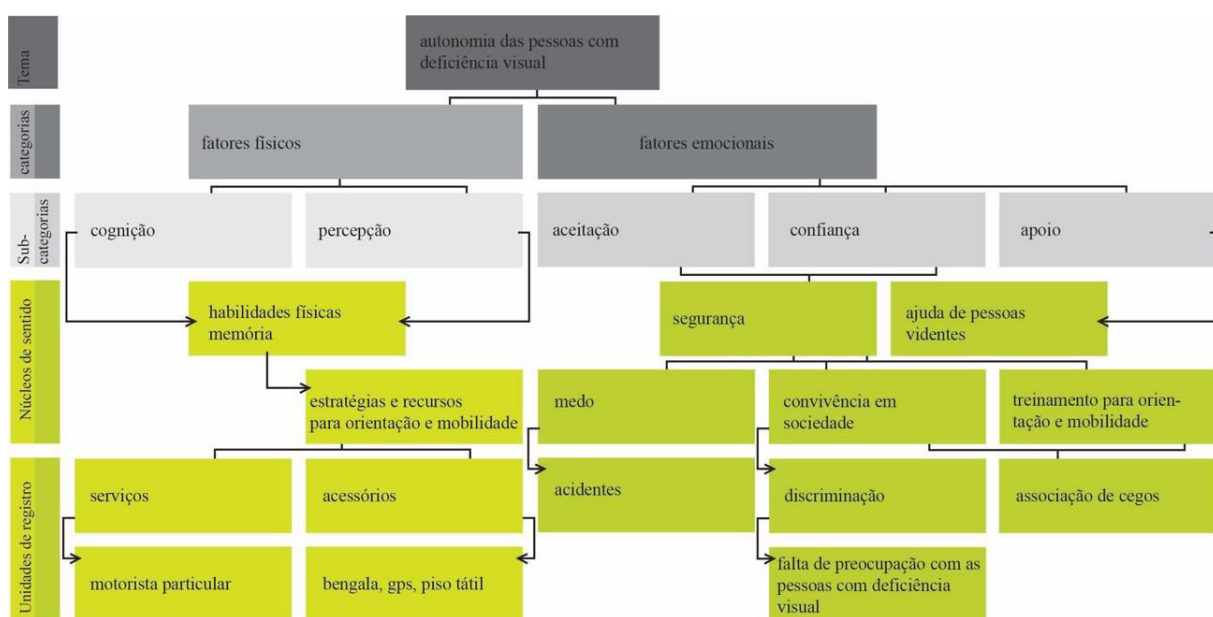 Tema
autonomia das pessoas com
deficiência visual
categorias
fatores físicos
fatores emocionais
Sub-
categorias
cognição
percepção
aceitação
confiança
apoio
Núcleos de sentido
habilidades físicas
memória
segurança
ajuda de pessoas
videntes
estratégias e recursos
para orientação e mobilidade
medo
convivência em
sociedade
treinamento para orien-
tação e mobilidade
Unidades de registro
serviços
acessórios
acidentes
discriminação
associação de cegos
motorista particular
bengala, gps, piso tátil
falta de preocupação com as
pessoas com deficiência
visual